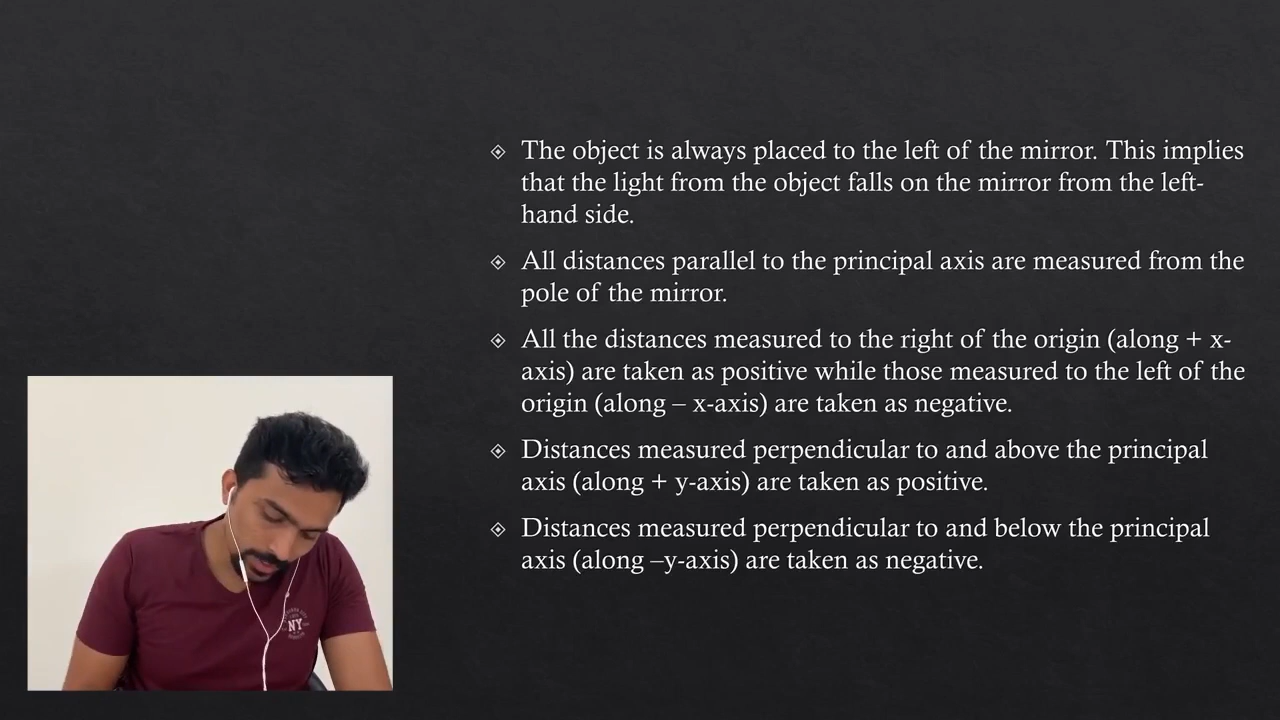 The object is always placed to the left of the mirror. This implies
that the light from the object falls on the mirror from the left-
hand side.
All distances parallel to the principal axis are measured from the
pole of the mirror.
All the distances measured to the right of the origin (along + x-
axis) are taken as positive while those measured to the left of the
origin (along – x-axis) are taken as negative.
Distances measured perpendicular to and above the principal
axis (along + y-axis) are taken as positive.
Distances measured perpendicular to and below the principal
axis (along –y-axis) are taken as negative.
NY